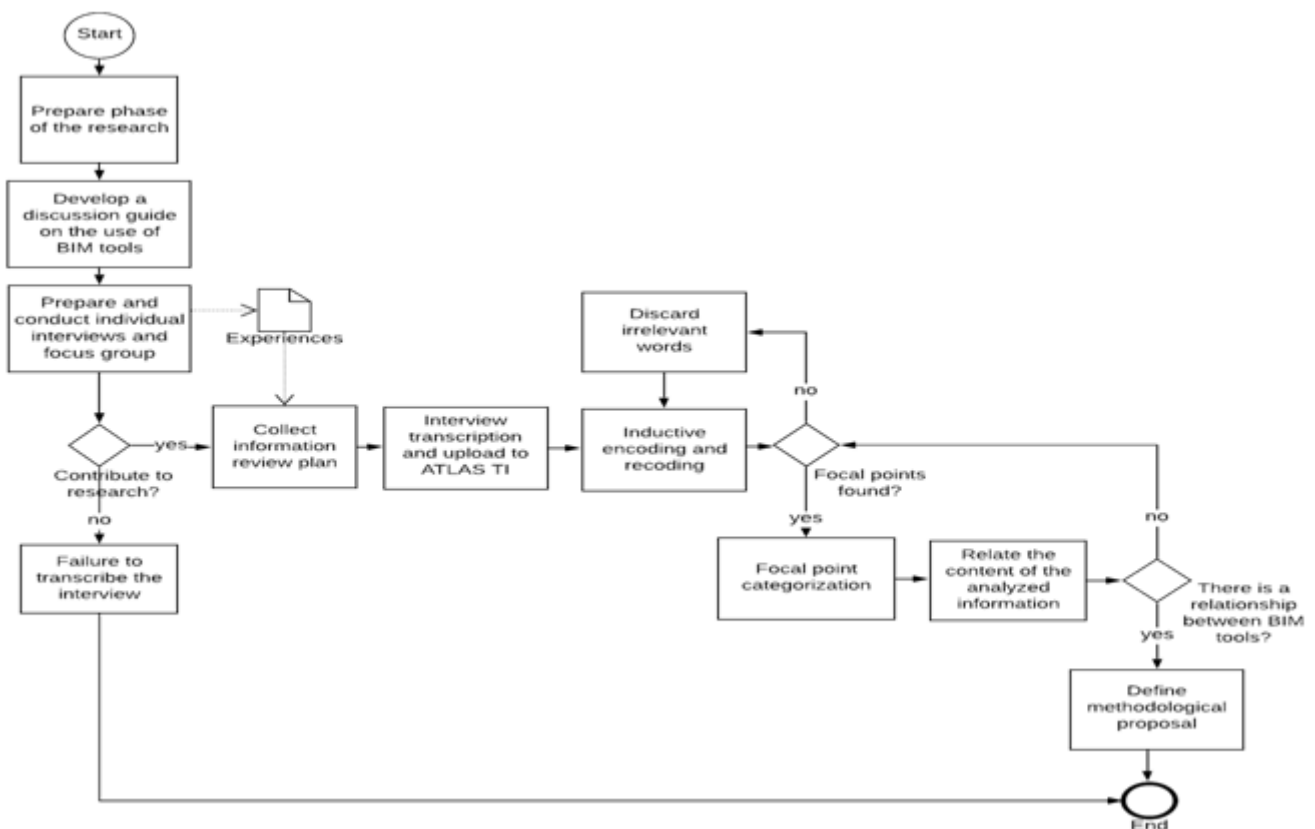 Start
Prepare phase
of the research
Develop a
discussion guide
on the use of
BIM tools
Prepare and
conduct individual
interviews and
focus group
Experiences
Contribute to
research?
yes
no
Failure to
transcribe the
interview
Collect
information
review plan
Interview
transcription
and upload to
ATLAS TI
Discard
irrelevant
words
Inductive
encoding and
recoding
no
Focal points
found?
yes
Focal point
categorization
Relate the
content of the
analyzed
information
no
There is a
relationship
between BIM
tools?
yes
Define
methodological
proposal
End